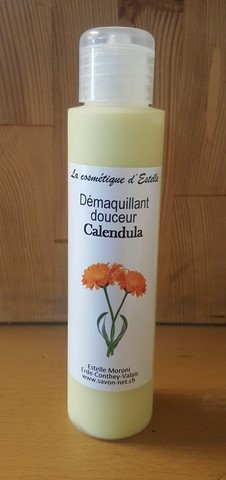 La cosmétique d'Estelle
Démaquillant
douceur
Calendula
Estelle Moroni
Erde-Conthey-Valais
www.savon-net.ch